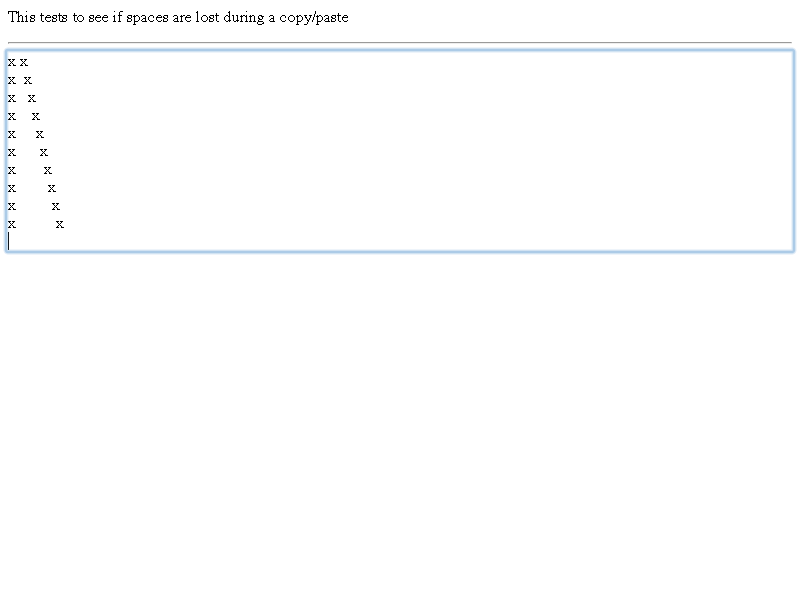 This tests to see if spaces are lost during a copy/paste
x x
x  x
x   x
x    x
x     x
x      x
x       x
x        x
x         x
x          x